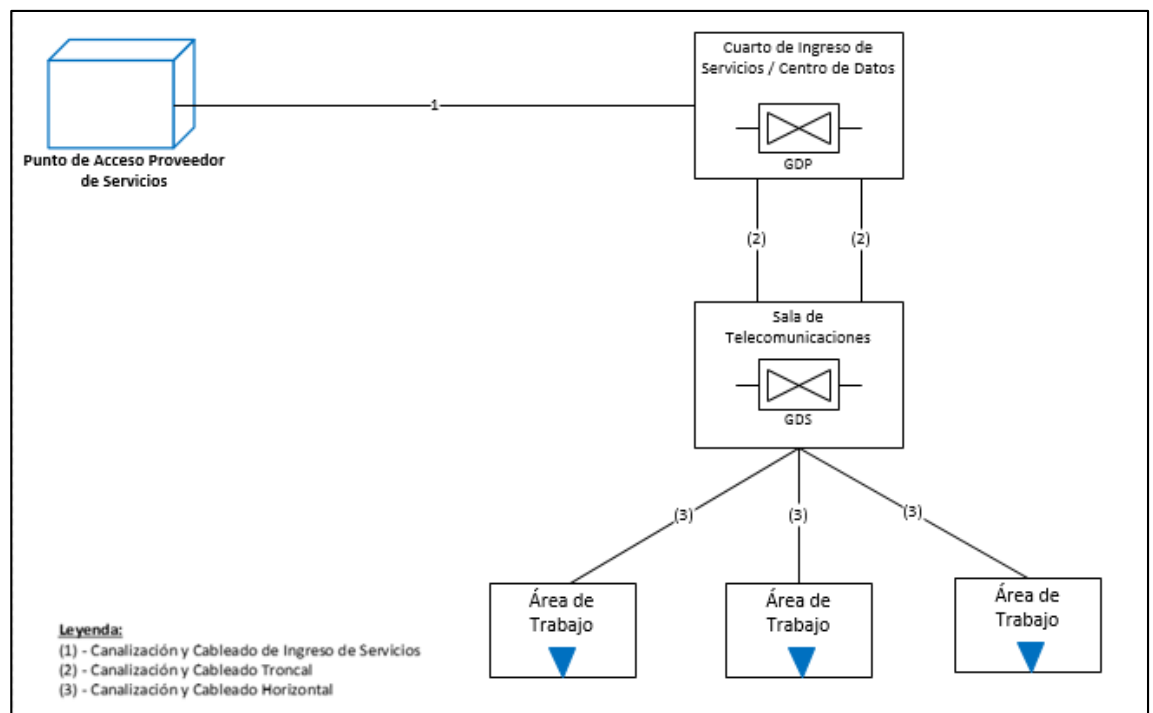 Cuarto de Ingreso de
Servicios / Centro de Datos
GDP
1
Punto de Acceso Proveedor
de Servicios
(2)
(2)
Sala de
Telecomunicaciones
GDS
(3)
(3)
(3)
Área de
Trabajo
Área de
Trabajo
Área de
Trabajo
Leyenda:
(1) - Canalización y Cableado de Ingreso de Servicios
(2) - Canalización y Cableado Troncal
(3) - Canalización y Cableado Horizontal